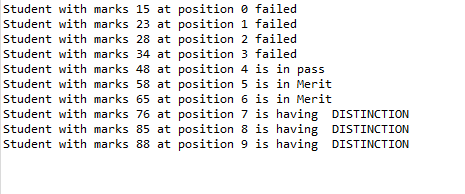 Student with marks 15 at position 0 failed
Student with marks 23 at position 1 failed
Student with marks 28 at position 2 failed
Student with marks 34 at position 3 failed
Student with marks 48 at position 4 is in pass
Student with marks 58 at position 5 is in Merit
Student with marks 65 at position 6 is in Merit
Student with marks 76 at position 7 is having  DISTINCTION
Student with marks 85 at position 8 is having  DISTINCTION
Student with marks 88 at position 9 is having  DISTINCTION